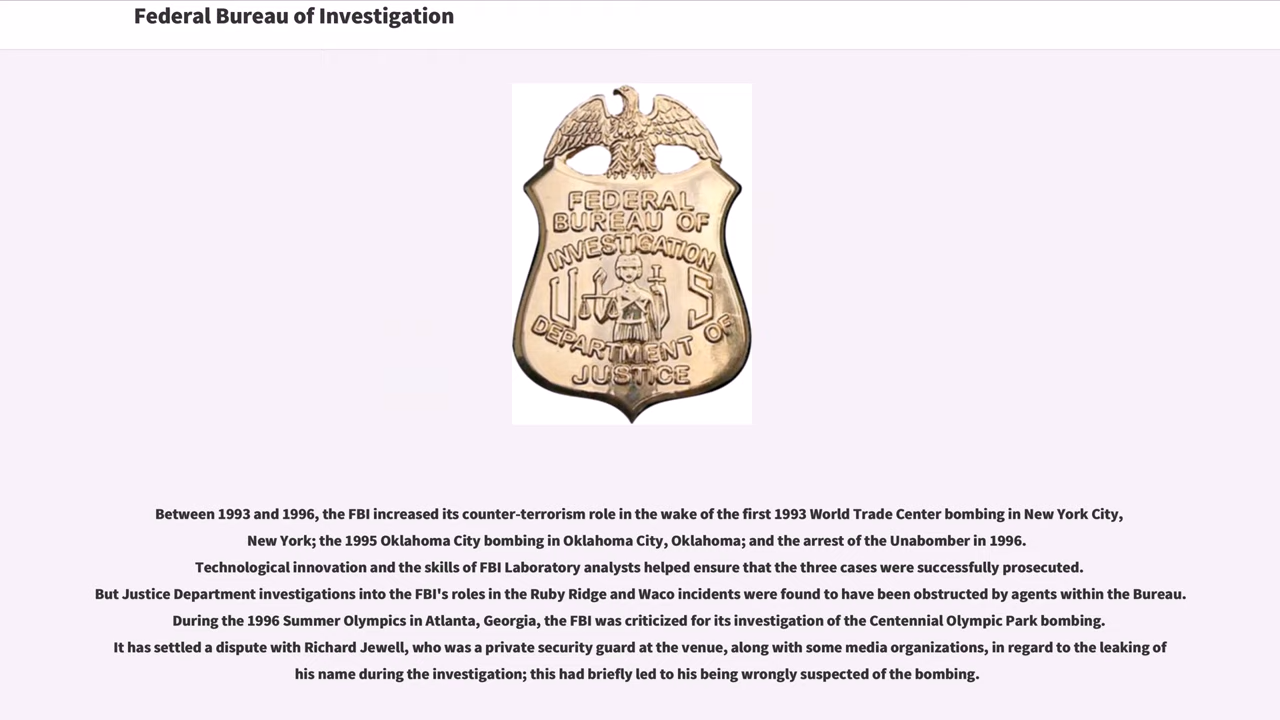 Federal Bureau of Investigation
FEDERAL
BUREAU OF
INVESTIGATION
U S
DEPARTMENT OF
JUSTICE
Between 1993 and 1996, the FBI increased its counter-terrorism role in the wake of the first 1993 World Trade Center bombing in New York City,
New York; the 1995 Oklahoma City bombing in Oklahoma City, Oklahoma; and the arrest of the Unabomber in 1996.
Technological innovation and the skills of FBI Laboratory analysts helped ensure that the three cases were successfully prosecuted.
But Justice Department investigations into the FBI's roles in the Ruby Ridge and Waco incidents were found to have been obstructed by agents within the Bureau.
During the 1996 Summer Olympics in Atlanta, Georgia, the FBI was criticized for its investigation of the Centennial Olympic Park bombing.
It has settled a dispute with Richard Jewell, who was a private security guard at the venue, along with some media organizations, in regard to the leaking of
his name during the investigation; this had briefly led to his being wrongly suspected of the bombing.